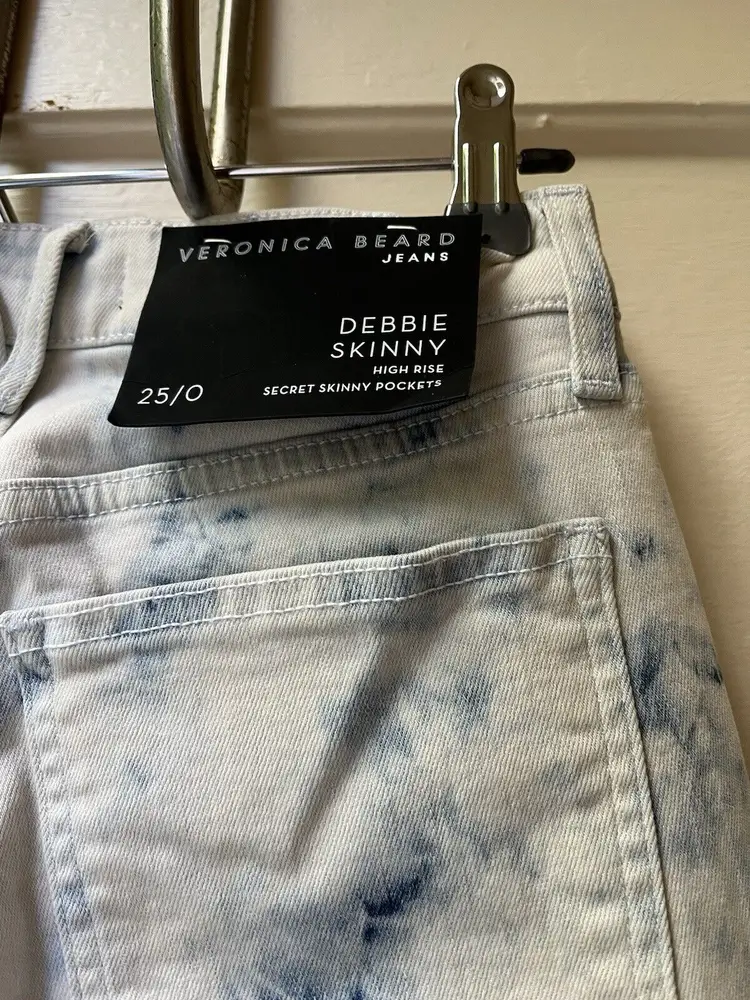 VERONICA BEARD
JEANS
DEBBIE
SKINNY
HIGH RISE
SECRET SKINNY POCKETS
25/0